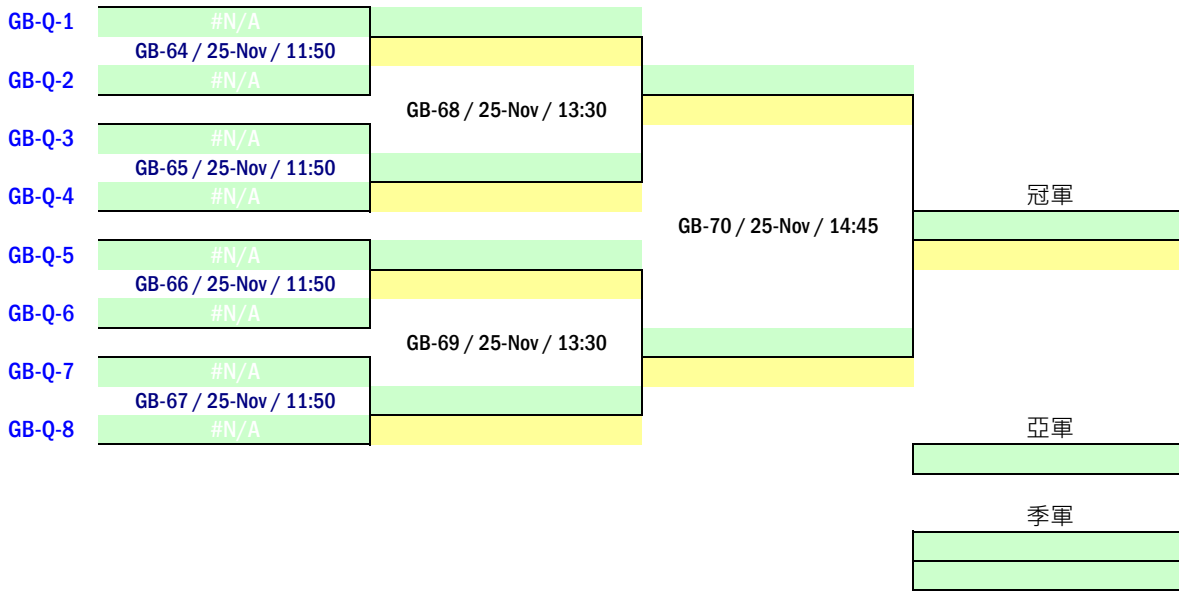 GB-Q-1 #N/A
GB-64 / 25-Nov / 11:50
GB-Q-2 #N/A
GB-68 / 25-Nov / 13:30
GB-Q-3 #N/A
GB-65 / 25-Nov / 11:50
GB-Q-4 #N/A
冠軍
GB-70 / 25-Nov / 14:45
GB-Q-5 #N/A
GB-66 / 25-Nov / 11:50
GB-Q-6 #N/A
GB-69 / 25-Nov / 13:30
GB-Q-7 #N/A
GB-67 / 25-Nov / 11:50
GB-Q-8 #N/A
亞軍
季軍